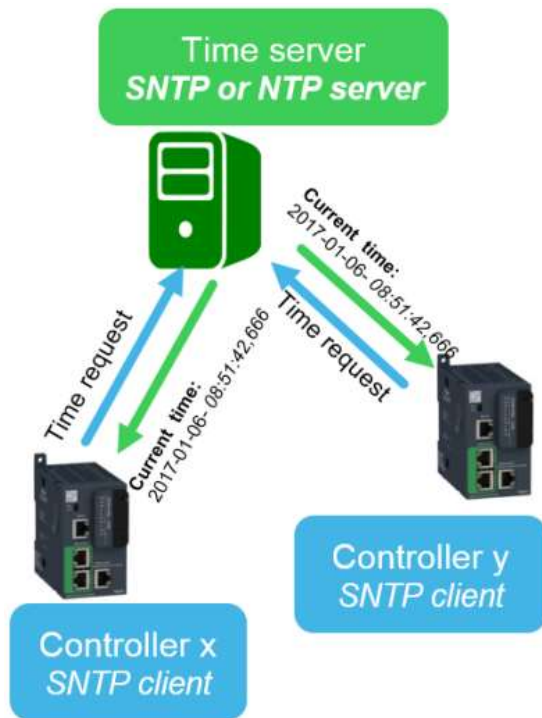 Time server
SNTP or NTP server
Current time:
2017-01-06- 08:51:42,666
Time request
Time request
Current time:
2017-01-06- 08:51:42,666
Controller y
SNTP client
Controller x
SNTP client